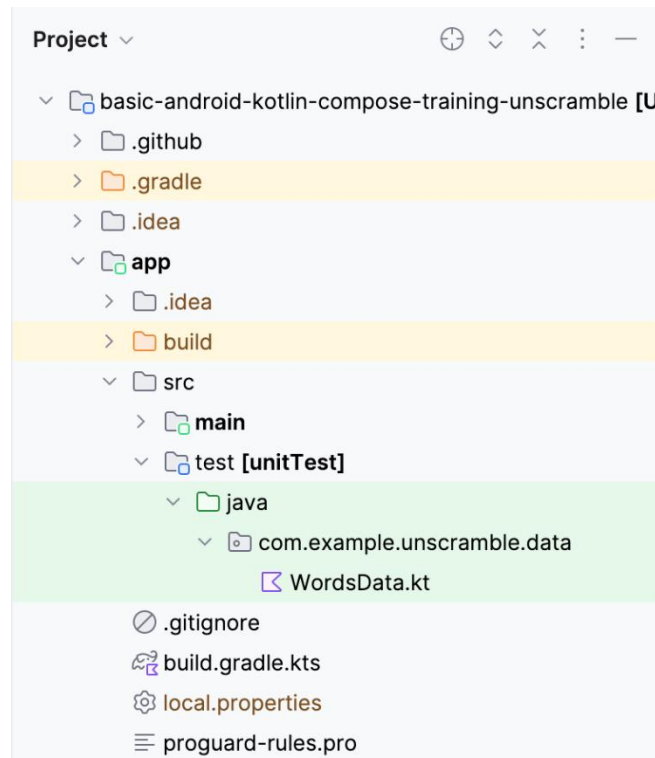 Project
basic-android-kotlin-compose-training-unscramble [U
.github
.gradle
.idea
app
.idea
build
src
main
test [unitTest]
java
com.example.unscramble.data
WordsData.kt
.gitignore
build.gradle.kts
local.properties
proguard-rules.pro